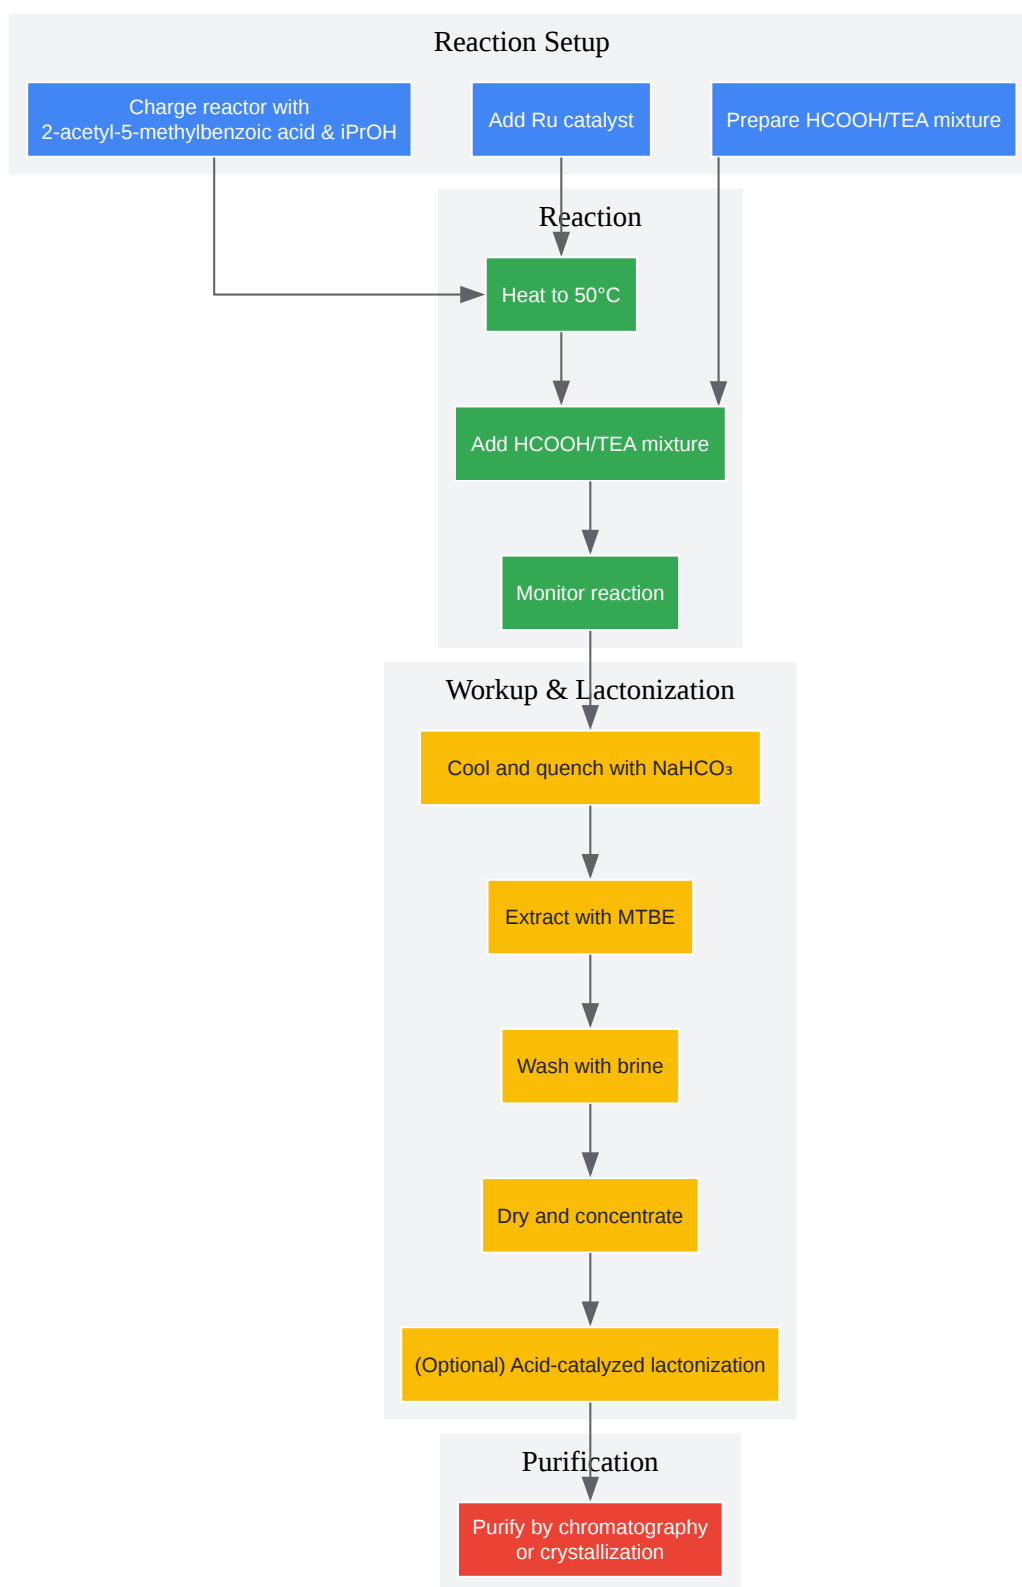 Reaction Setup
Charge reactor with
2-acetyl-5-methylbenzoic acid & iPrOH
Add Ru catalyst
Prepare HCOOH/TEA mixture
Reaction
Heat to 50°C
Add HCOOH/TEA mixture
Monitor reaction
Workup & Lactonization
Cool and quench with NaHCO₃
Extract with MTBE
Wash with brine
Dry and concentrate
(Optional) Acid-catalyzed lactonization
Purification
Purify by chromatography
or crystallization